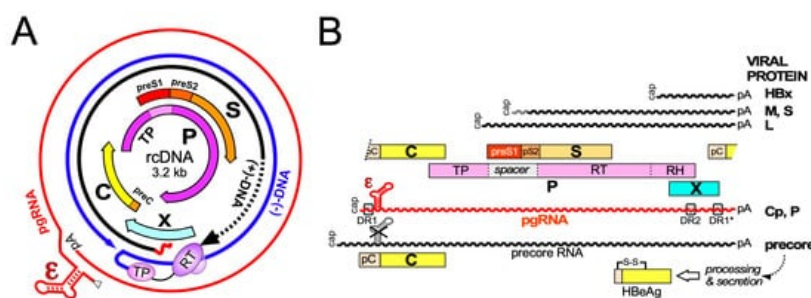 A
preS1
preS2
S
TP
P
rcDNA
3.2 kb
C
preC
X
(+)-DNA
(-)-DNA
pgRNA
pA
ε
TP
RT
B
VIRAL
PROTEIN
cap
pA HBx
cap
pA M, S
cap
pA L
C
C
preS1
pS2
S
pC
TP
spacer
RT
RH
P
X
ε
cap
DR1
pgRNA
DR2
DR1*
pA Cp, P
cap
precore RNA
pA precore
pC
C
S-S
HBeAg
processing
& secretion